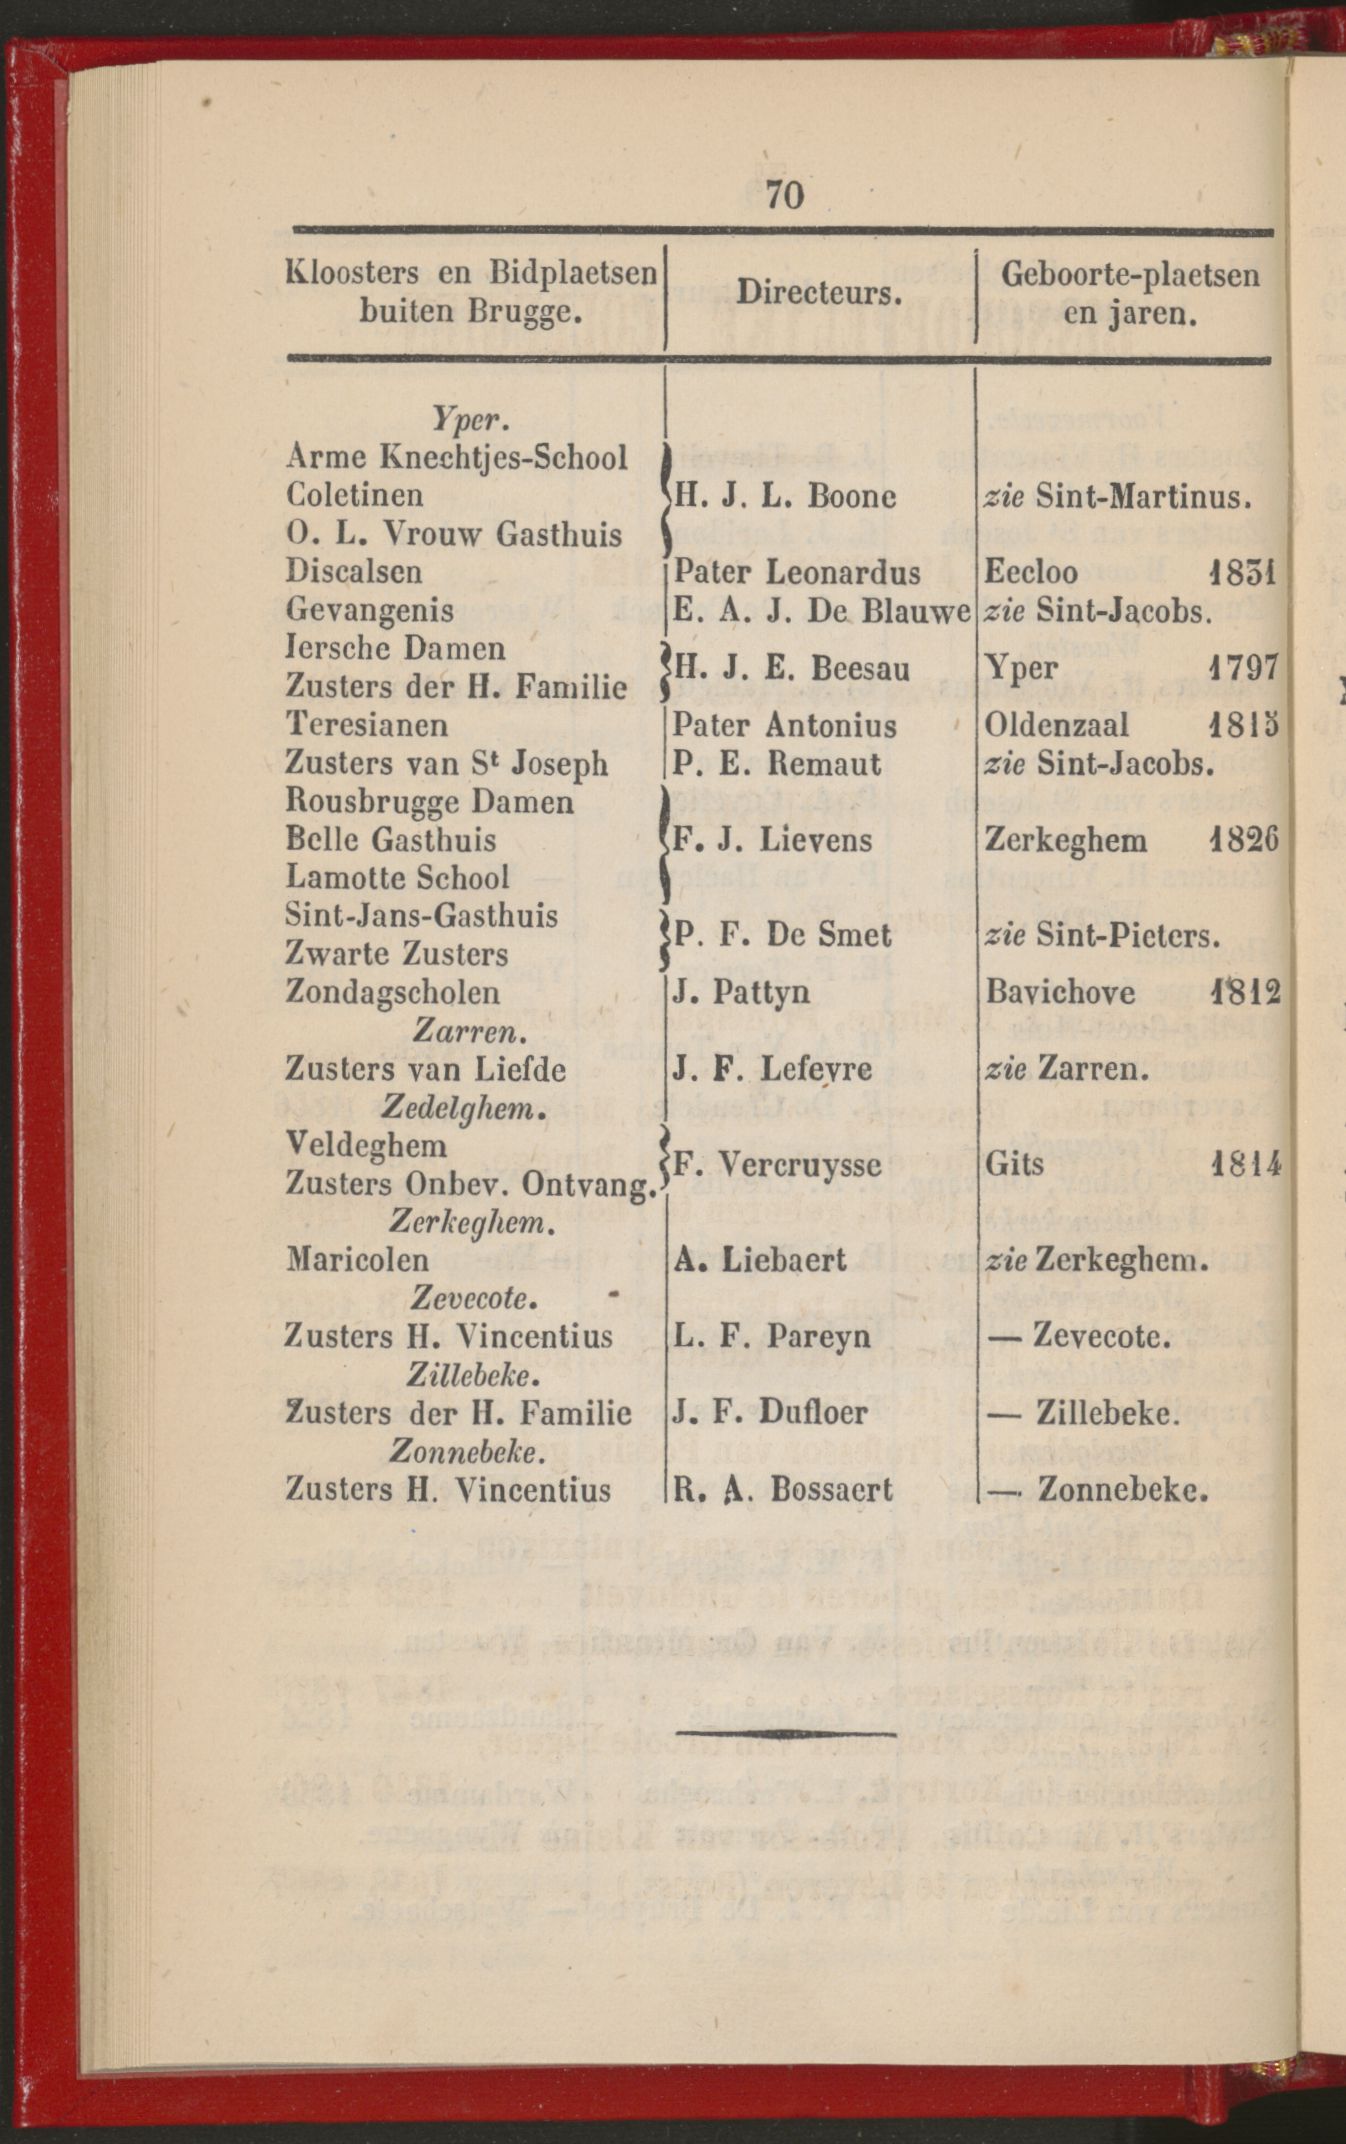 70
Kloosters en Bidplaetsen buiten Brugge. | Directeurs. | Geboorte-plaetsen en jaren.
Yper.
Arme Knechtjes-School
Coletinen | H. J. L. Boone | zie Sint-Martinus.
O. L. Vrouw Gasthuis
Discalsen | Pater Leonardus | Eecloo 1831
Gevangenis | E. A. J. De Blauwe | zie Sint-Jacobs.
Iersche Damen
Zusters der H. Familie | H. J. E. Beesau | Yper 1797
Teresianen | Pater Antonius | Oldenzaal 1815
Zusters van St Joseph | P. E. Remaut | zie Sint-Jacobs.
Rousbrugge Damen
Belle Gasthuis | F. J. Lievens | Zerkeghem 1826
Lamotte School
Sint-Jans-Gasthuis
Zwarte Zusters | P. F. De Smet | zie Sint-Pieters.
Zondagscholen | J. Pattyn | Bavichove 1812
Zarren.
Zusters van Liefde | J. F. Lefevre | zie Zarren.
Zedelghem.
Veldeghem
Zusters Onbev. Ontvang. | F. Vercruysse | Gits 1814
Zerkeghem.
Maricolen | A. Liebaert | zie Zerkeghem.
Zevecote.
Zusters H. Vincentius | L. F. Pareyn | — Zevecote.
Zillebeke.
Zusters der H. Familie | J. F. Dufloer | — Zillebeke.
Zonnebeke.
Zusters H. Vincentius | R. A. Bossaert | — Zonnebeke.